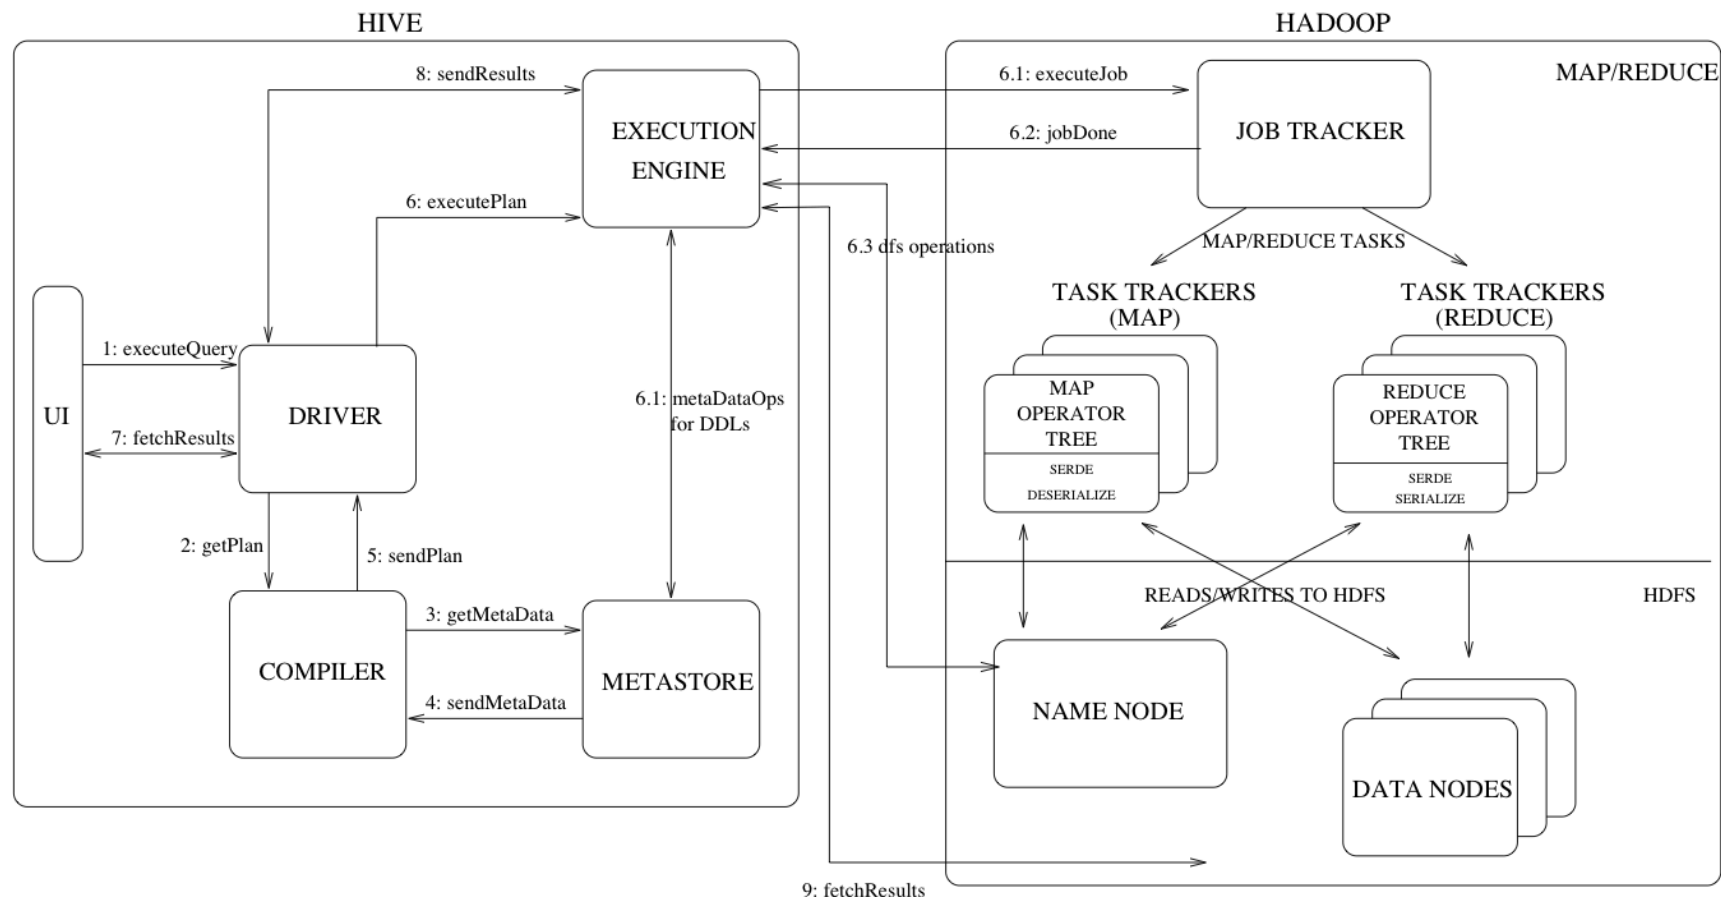 HIVE
HADOOP
MAP/REDUCE
8: sendResults
EXECUTION
ENGINE
6.1: executeJob
6.2: jobDone
JOB TRACKER
6: executePlan
6.3 dfs operations
MAP/REDUCE TASKS
TASK TRACKERS
(MAP)
TASK TRACKERS
(REDUCE)
1: executeQuery
UI
DRIVER
7: fetchResults
6.1: metaDataOps
for DDLs
MAP
OPERATOR
TREE
SERDE
DESERIALIZE
REDUCE
OPERATOR
TREE
SERDE
SERIALIZE
2: getPlan
5: sendPlan
READS/WRITES TO HDFS
HDFS
COMPILER
3: getMetaData
4: sendMetaData
METASTORE
NAME NODE
DATA NODES
9: fetchResults